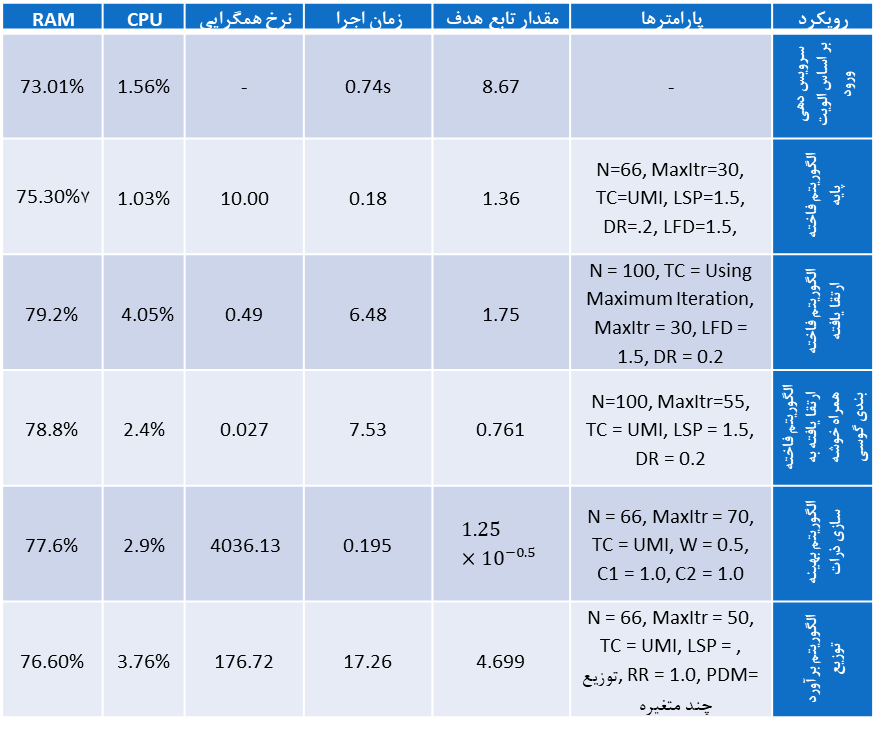 رویکرد
پارامترها
مقدار تابع هدف
زمان اجرا
نرخ همگرایی
CPU
RAM
سرویس دهی
بر اساس الویت
ورود
-
8.67
0.74s
-
1.56%
73.01%
الگوریتم فاخته
پایه
N=66, MaxItr=30,
TC=UMI, LSP=1.5,
DR=.2, LFD=1.5,
1.36
0.18
10.00
1.03%
75.30%۷
الگوریتم فاخته
ارتقا یافته
N = 100, TC = Using
Maximum Iteration,
MaxItr = 30, LFD =
1.5, DR = 0.2
1.75
6.48
0.49
4.05%
79.2%
الگوریتم فاخته
ارتقا یافته به
همراه خوشه
بندی گوسی
N=100, MaxItr=55,
TC = UMI, LSP = 1.5,
DR = 0.2
0.761
7.53
0.027
2.4%
78.8%
الگوریتم بهینه
سازی ذرات
N = 66, MaxItr = 70,
TC = UMI, W = 0.5,
C1 = 1.0, C2 = 1.0
1.25
× 10⁻⁰·⁵
0.195
4036.13
2.9%
77.6%
الگوریتم برآورد
توزیع
N = 66, MaxItr = 50,
TC = UMI, LSP = ,
توزیع, RR = 1.0, PDM=
چند متغیره
4.699
17.26
176.72
3.76%
76.60%